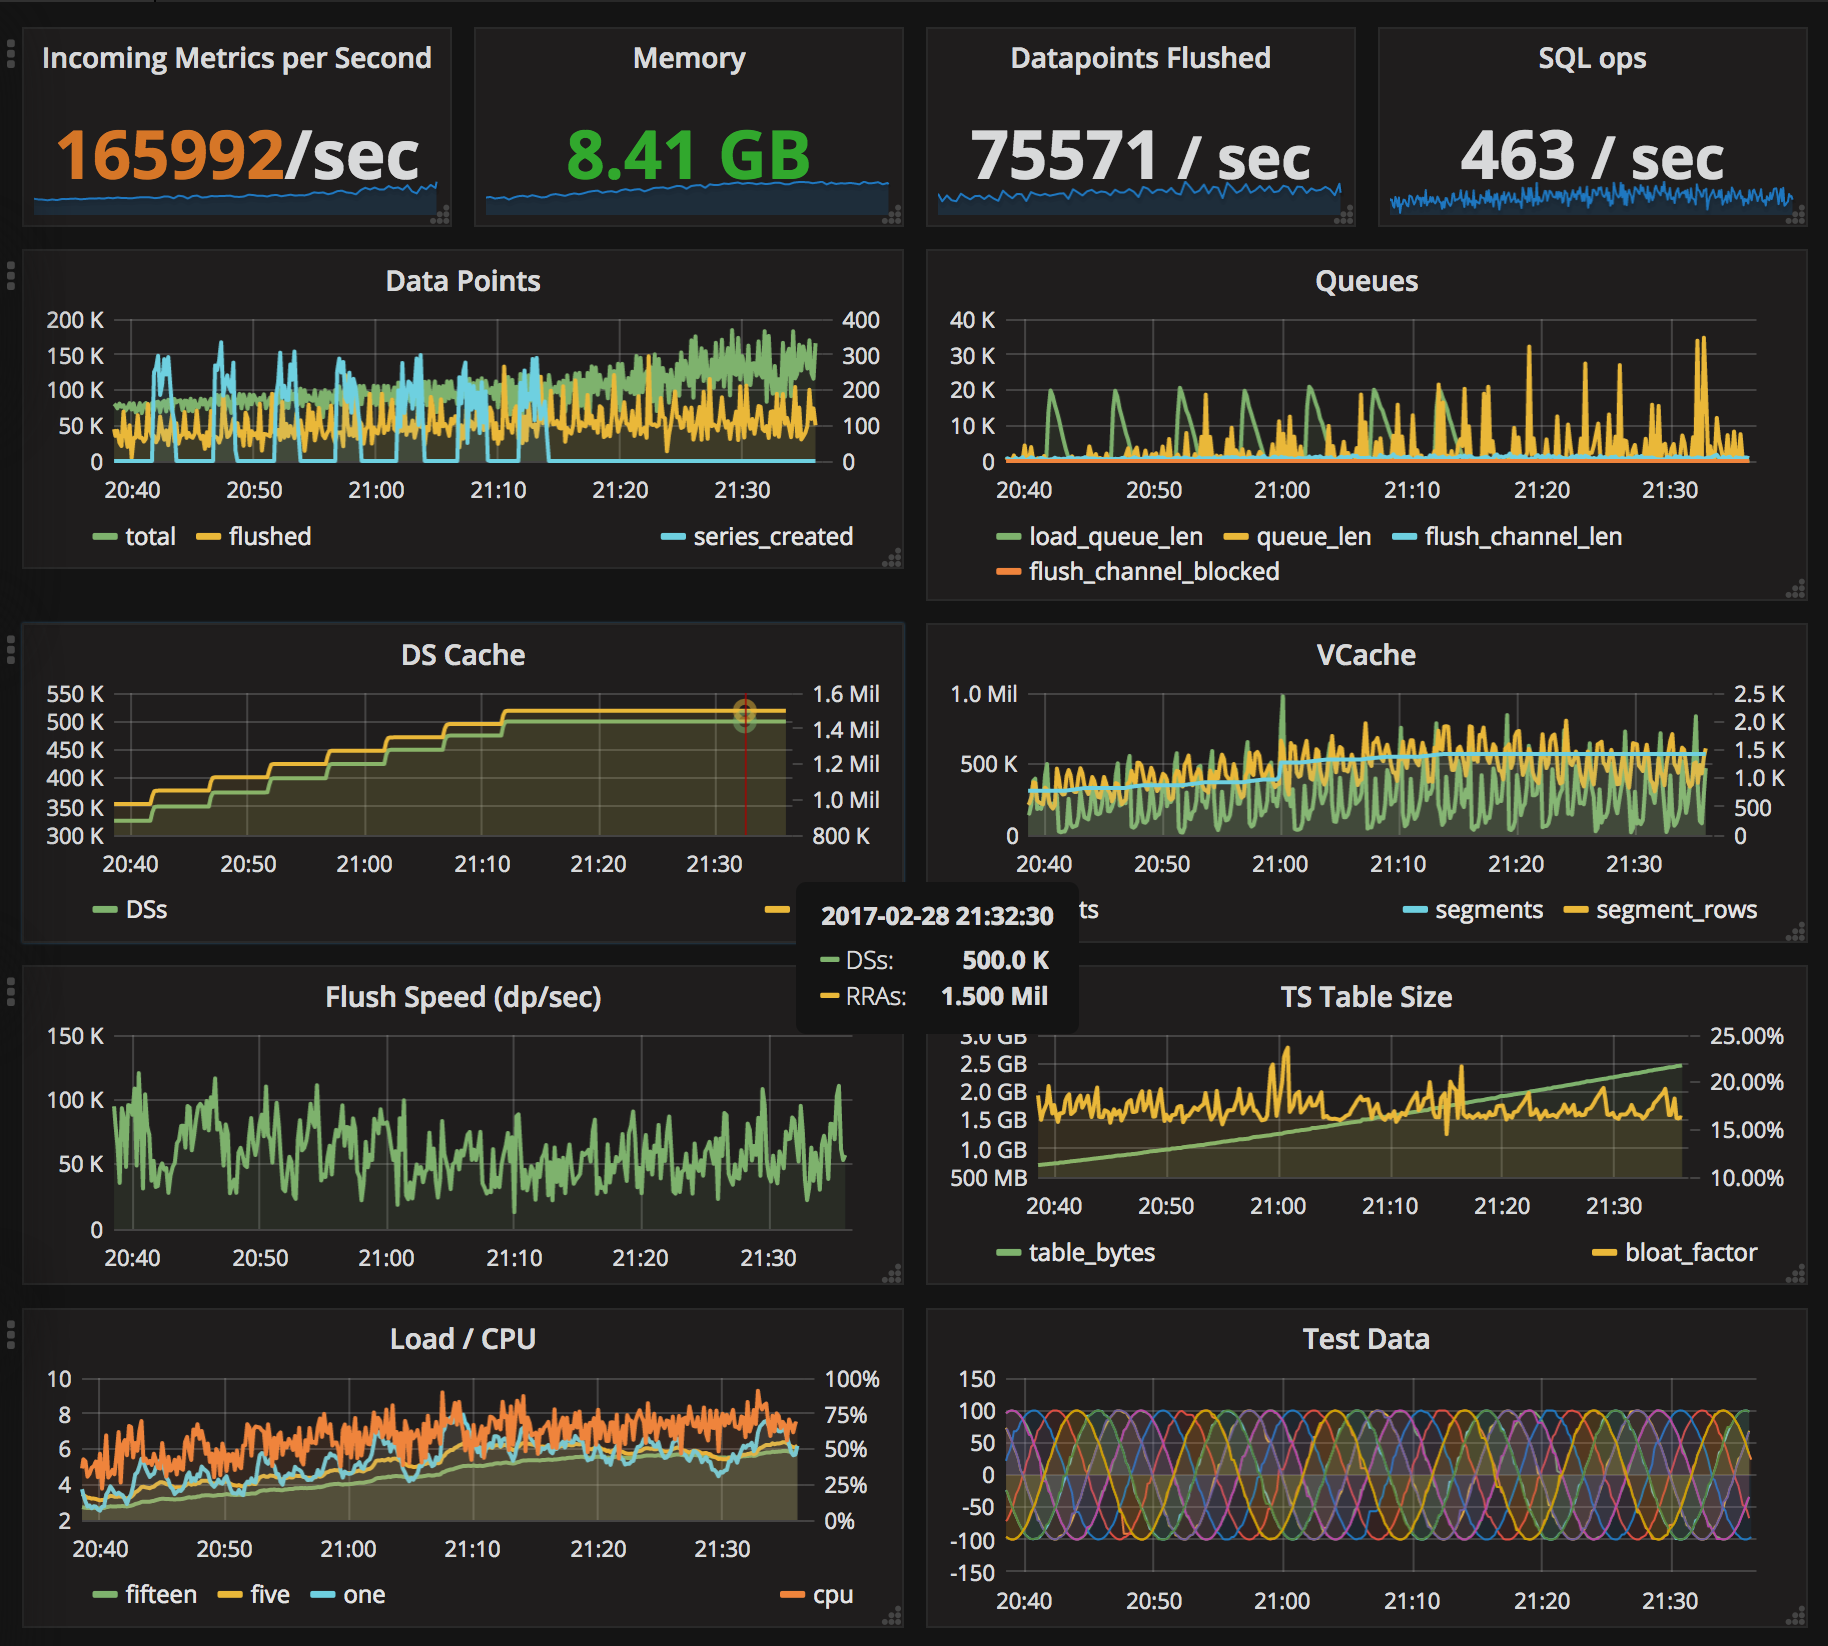 Incoming Metrics per Second
165992/sec
Memory
8.41 GB
Datapoints Flushed
75571 / sec
SQL ops
463 / sec
Data Points
200 K
150 K
100 K
50 K
0
400
300
200
100
0
20:40 20:50 21:00 21:10 21:20 21:30
total flushed series_created
Queues
40 K
30 K
20 K
10 K
0
20:40 20:50 21:00 21:10 21:20 21:30
load_queue_len queue_len flush_channel_len
flush_channel_blocked
DS Cache
550 K
500 K
450 K
400 K
350 K
300 K
1.6 Mil
1.4 Mil
1.2 Mil
1.0 Mil
800 K
20:40 20:50 21:00 21:10 21:20 21:30
DSs
VCache
1.0 Mil
500 K
0
2.5 K
2.0 K
1.5 K
1.0 K
500
0
20:40 20:50 21:00 21:10 21:20 21:30
ts segments segment_rows
2017-02-28 21:32:30
DSs: 500.0 K
RRAs: 1.500 Mil
Flush Speed (dp/sec)
150 K
100 K
50 K
0
20:40 20:50 21:00 21:10 21:20 21:30
TS Table Size
3.0 GB
2.5 GB
2.0 GB
1.5 GB
1.0 GB
500 MB
25.00%
20.00%
15.00%
10.00%
20:40 20:50 21:00 21:10 21:20 21:30
table_bytes bloat_factor
Load / CPU
10
8
6
4
2
100%
75%
50%
25%
0%
20:40 20:50 21:00 21:10 21:20 21:30
fifteen five one cpu
Test Data
150
100
50
0
-50
-100
-150
20:40 20:50 21:00 21:10 21:20 21:30